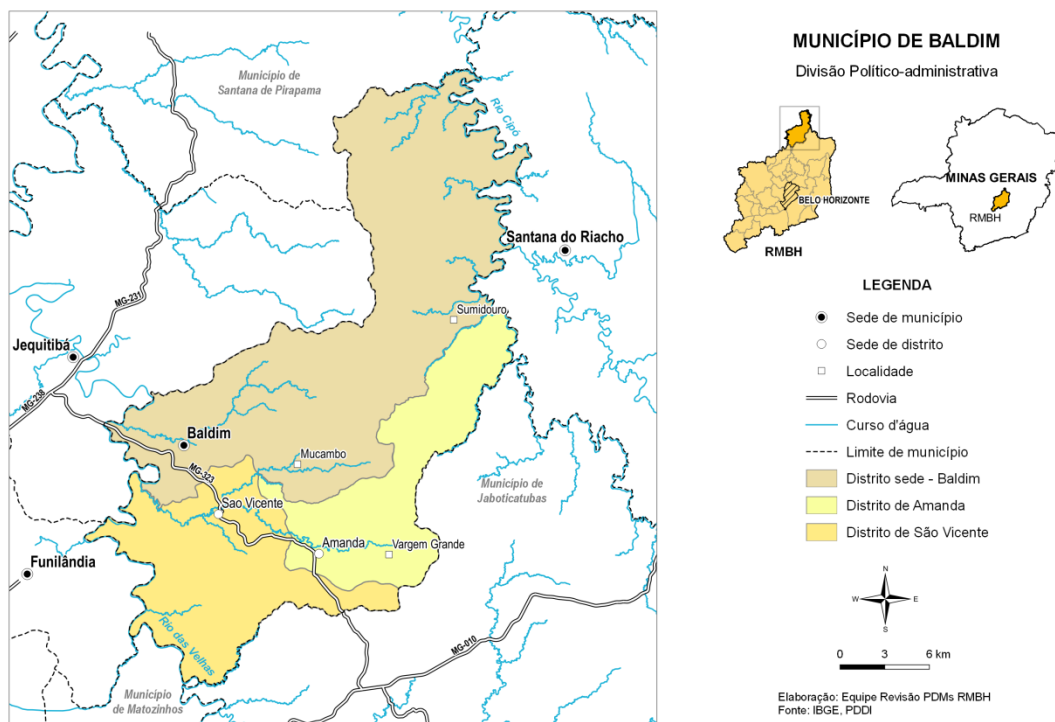 Município de
Santana de Pirapama
Rio Cipó
Santana do Riacho
MG-231
Sumidouro
Jequitibá
MG-238
Baldim
Mucambo
MG-323
Município de
Jaboticatubas
Sao Vicente
Amanda
Vargem Grande
Funilândia
Rio das Velhas
MG-010
Município
de Matozinhos
MUNICÍPIO DE BALDIM
Divisão Político-administrativa
BELO HORIZONTE
RMBH
MINAS GERAIS
RMBH
LEGENDA
Sede de município
Sede de distrito
Localidade
Rodovia
Curso d'água
Limite de município
Distrito sede - Baldim
Distrito de Amanda
Distrito de São Vicente
N
W
E
S
0 3 6 km
Elaboração: Equipe Revisão PDMs RMBH
Fonte: IBGE, PDDI